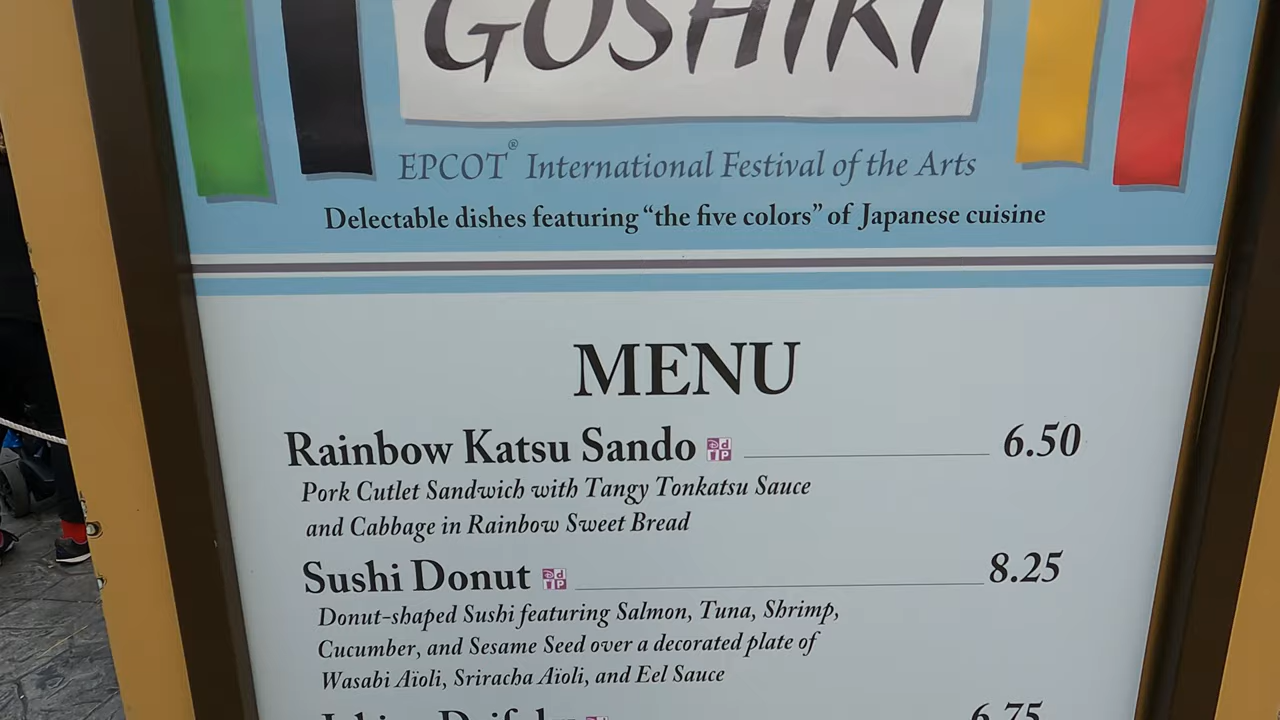 GOSHIKI
EPCOT® International Festival of the Arts
Delectable dishes featuring “the five colors” of Japanese cuisine
MENU
Rainbow Katsu Sando 6.50
Pork Cutlet Sandwich with Tangy Tonkatsu Sauce
and Cabbage in Rainbow Sweet Bread
Sushi Donut 8.25
Donut-shaped Sushi featuring Salmon, Tuna, Shrimp,
Cucumber, and Sesame Seed over a decorated plate of
Wasabi Aïoli, Sriracha Aïoli, and Eel Sauce
6.75